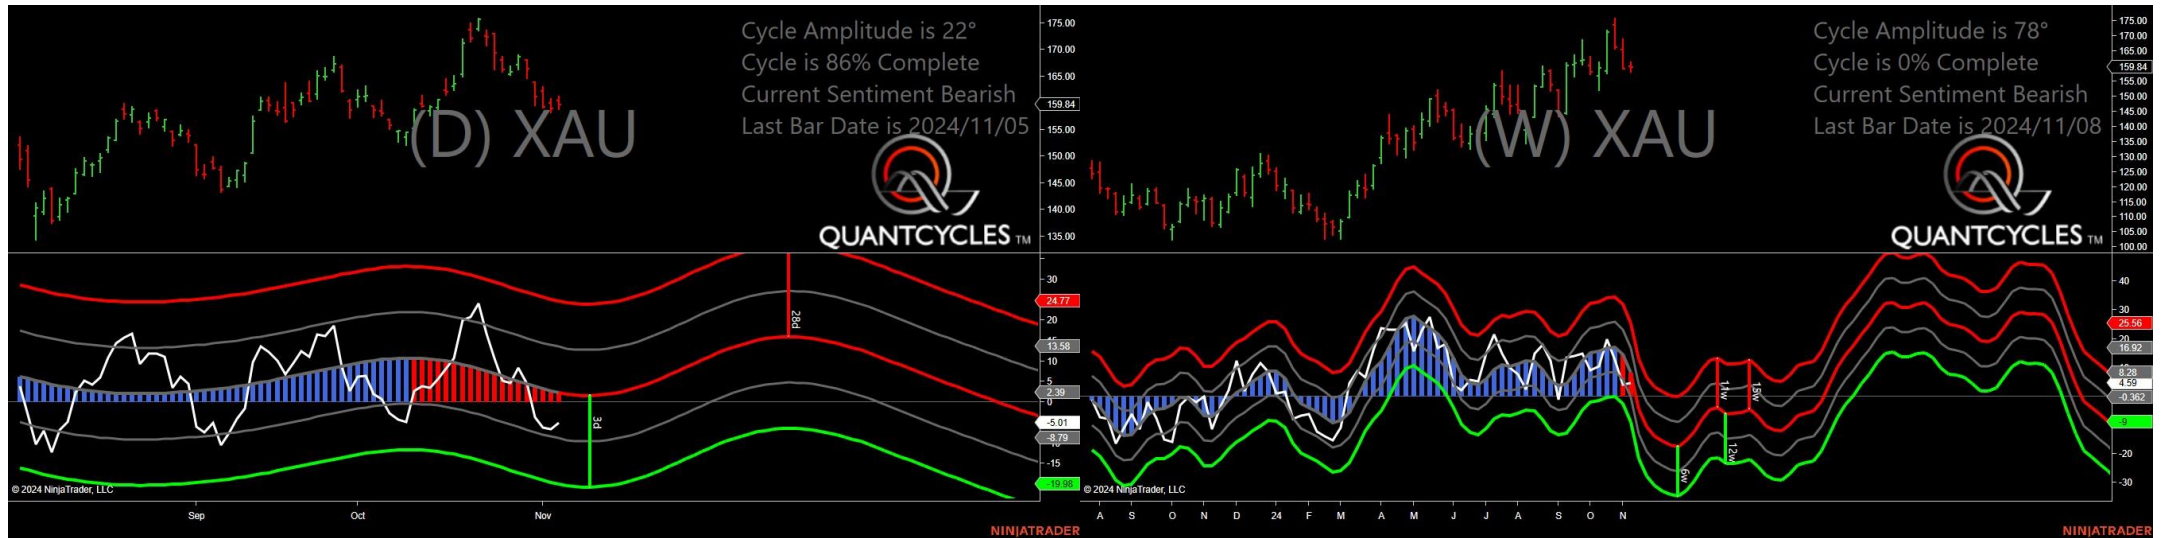 Cycle Amplitude is 22°
Cycle is 86% Complete
Current Sentiment Bearish
Last Bar Date is 2024/11/05
(D) XAU
QUANTCYCLES TM
175.00
170.00
165.00
159.84
155.00
150.00
145.00
140.00
135.00
30
24.77
20
13.58
10
5
2.39
0
-5.01
-8.79
-15
-19.98
28d
3d
© 2024 NinjaTrader, LLC
Sep
Oct
Nov
NINJATRADER
Cycle Amplitude is 78°
Cycle is 0% Complete
Current Sentiment Bearish
Last Bar Date is 2024/11/08
(W) XAU
QUANTCYCLES TM
175.00
170.00
165.00
159.84
155.00
150.00
145.00
140.00
135.00
130.00
125.00
120.00
115.00
110.00
105.00
100.00
40
30
25.56
20
16.92
8.28
4.59
-0.362
-9
-20
-30
11w
15w
12w
6w
© 2024 NinjaTrader, LLC
A S O N D 24 F M A M J J A S O N
NINJATRADER